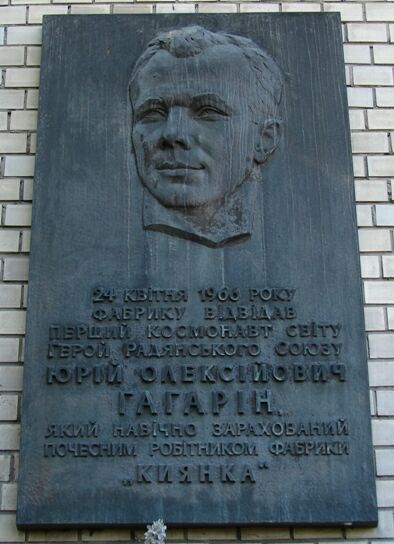 24 КВІТНЯ 1966 РОКУ
ФАБРИКУ ВІДВІДАВ
ПЕРШИЙ КОСМОНАВТ СВІТУ
ГЕРОЙ РАДЯНСЬКОГО СОЮЗУ
ЮРІЙ ОЛЕКСІЙОВИЧ
ГАГАРІН,
ЯКИЙ НАВІЧНО ЗАРАХОВАНИЙ
ПОЧЕСНИМ РОБІТНИКОМ ФАБРИКИ
„КИЯНКА“